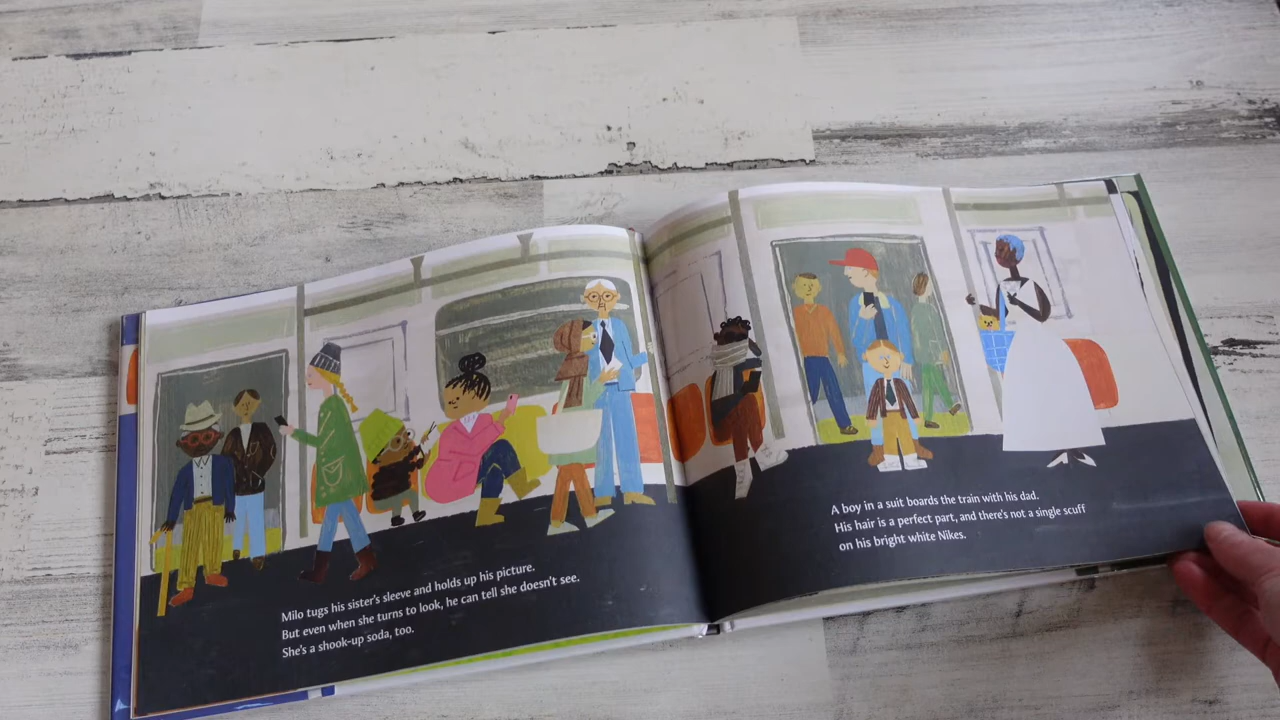 Milo tugs his sister's sleeve and holds up his picture.
But even when she turns to look, he can tell she doesn't see.
She's a shook-up soda, too.
A boy in a suit boards the train with his dad.
His hair is a perfect part, and there's not a single scuff
on his bright white Nikes.